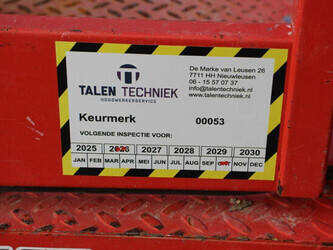 TALEN TECHNIEK
HOOGWERKERSERVICE
De Marke van Leusen 26
7711 HH Nieuwleusen
06 - 15 57 07 37
info@talentechniek.nl
www.talentechniek.nl
Keurmerk 00053
VOLGENDE INSPECTIE VOOR:
2025 2026 2027 2028 2029 2030
JAN FEB MAR APR MEI JUN JUL AUG SEP OKT NOV DEC